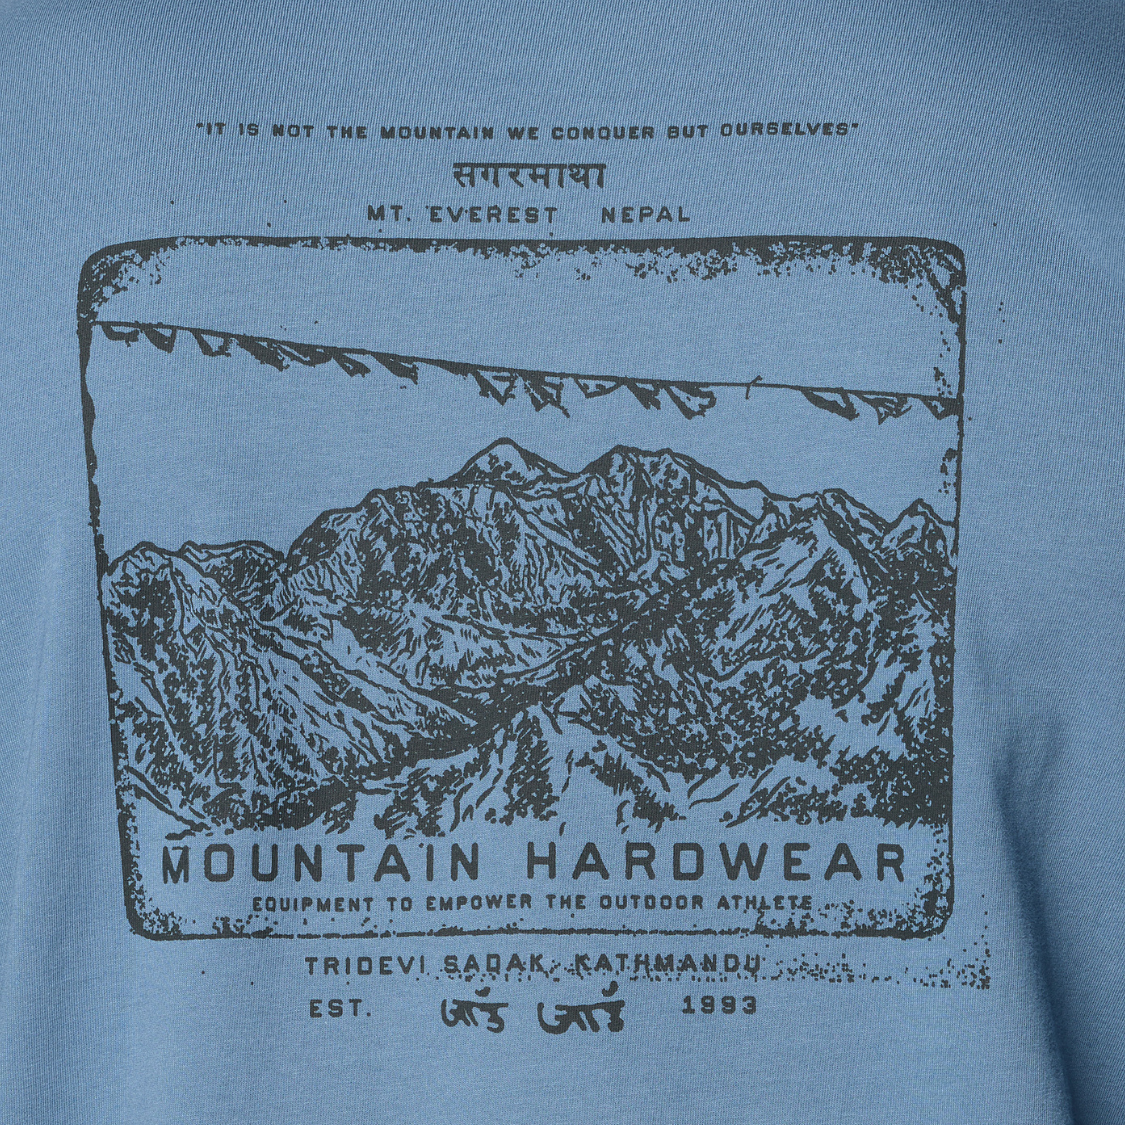 "IT IS NOT THE MOUNTAIN WE CONQUER BUT OURSELVES"
सगरमाथा
MT. EVEREST NEPAL
MOUNTAIN HARDWEAR
EQUIPMENT TO EMPOWER THE OUTDOOR ATHLETE
TRIDEVI SADAK, KATHMANDU
EST. जाउँ जाउँ 1993